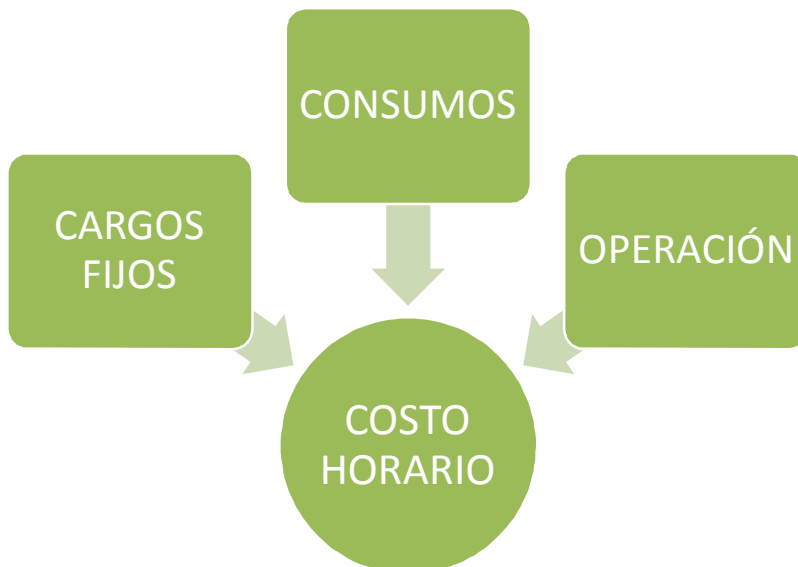 CONSUMOS
CARGOS
FIJOS
OPERACIÓN
COSTO
HORARIO